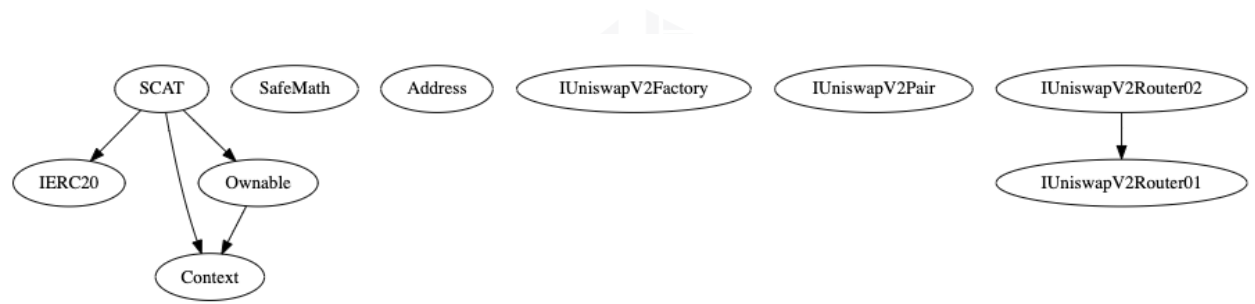 SCAT SafeMath Address IUniswapV2Factory IUniswapV2Pair IUniswapV2Router02
IERC20 Ownable IUniswapV2Router01
Context